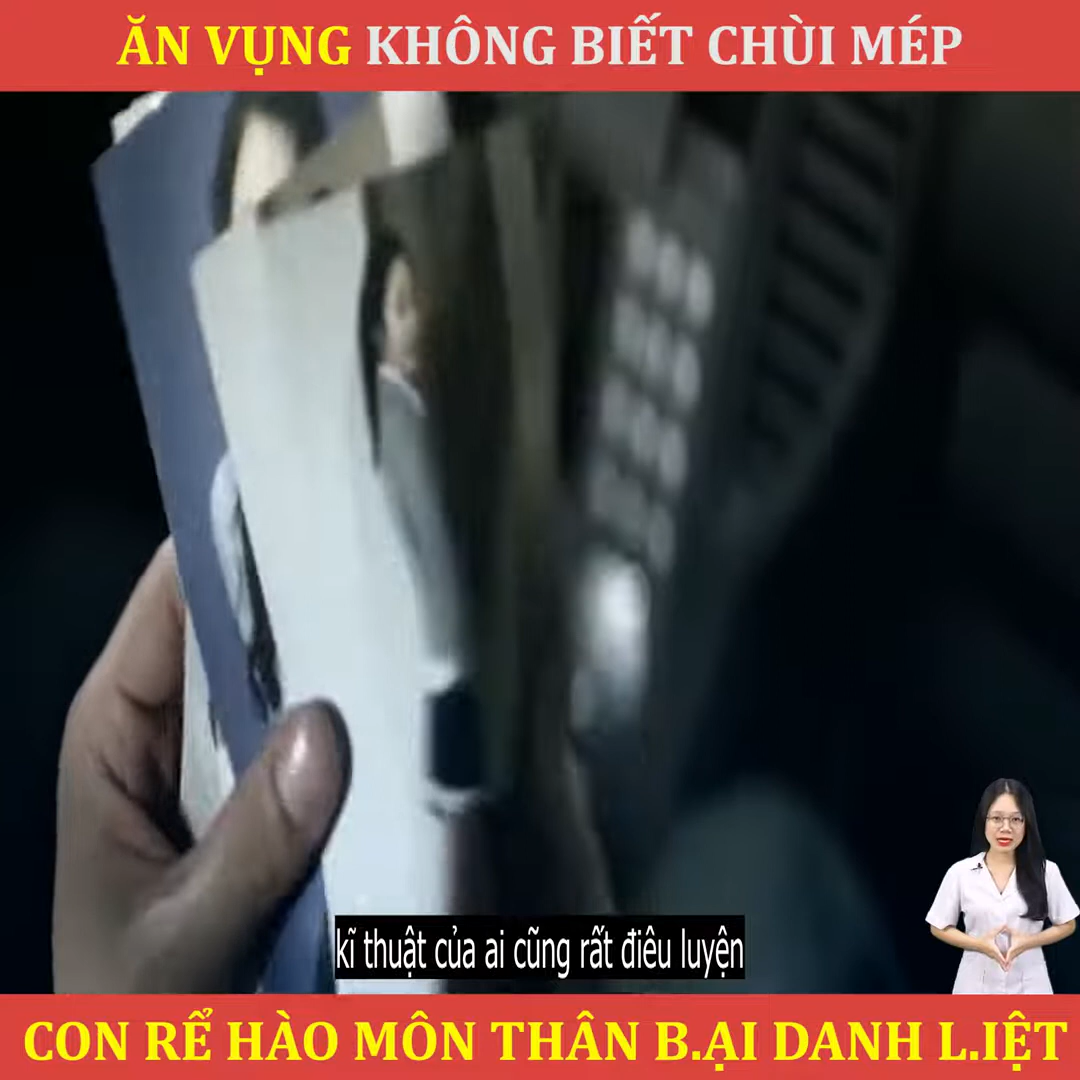 ĂN VỤNG KHÔNG BIẾT CHÙI MÉP
kĩ thuật của ai cũng rất điêu luyện
CON RỂ HÀO MÔN THÂN B.ẠI DANH L.IỆT